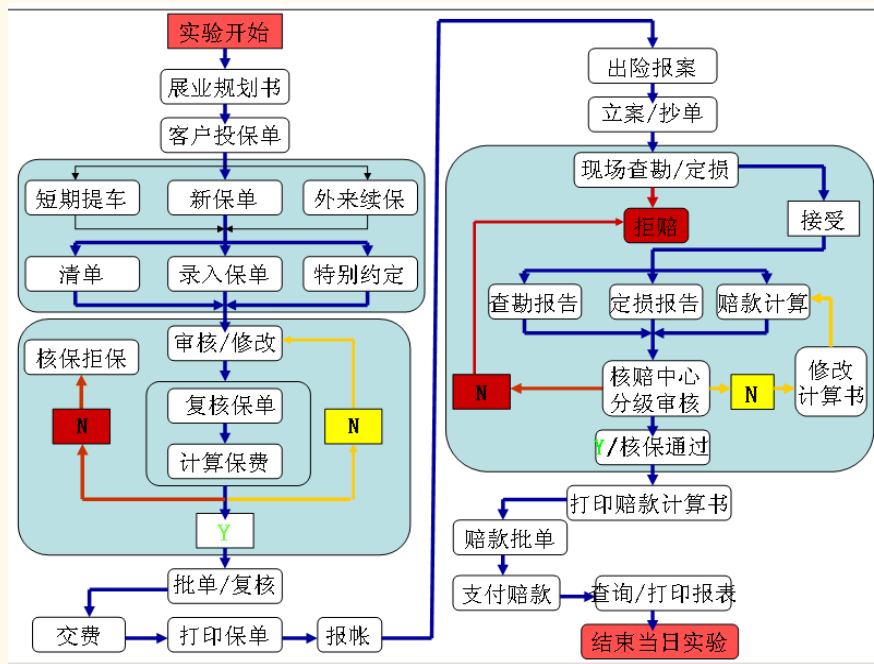 实验开始
展业规划书
客户投保单
短期提车
新保单
外来续保
清单
录入保单
特别约定
审核/修改
核保拒保
复核保单
N
N
计算保费
Y
批单/复核
交费
打印保单
报帐
出险报案
立案/抄单
现场查勘/定损
拒赔
接受
查勘报告
定损报告
赔款计算
N
核赔中心
分级审核
N
修改
计算书
Y/核保通过
打印赔款计算书
赔款批单
支付赔款
查询/打印报表
结束当日实验